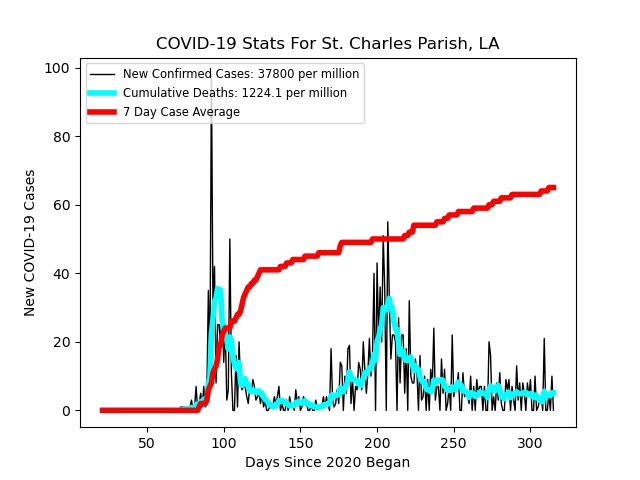 COVID-19 Stats For St. Charles Parish, LA
New Confirmed Cases: 37800 per million
Cumulative Deaths: 1224.1 per million
7 Day Case Average
New COVID-19 Cases
100
80
60
40
20
0
50 100 150 200 250 300
Days Since 2020 Began